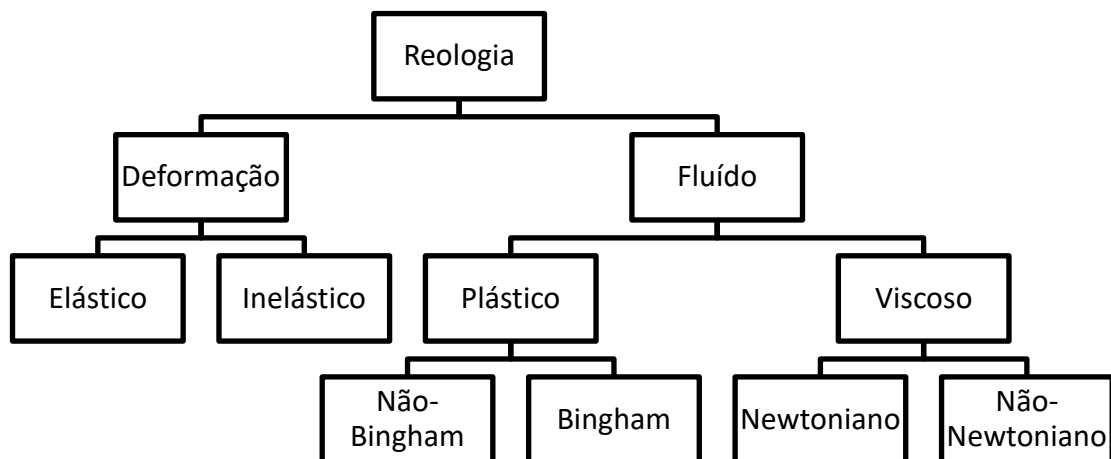 Reologia
Deformação
Fluído
Elástico
Inelástico
Plástico
Viscoso
Não-
Bingham
Bingham
Newtoniano
Não-
Newtoniano